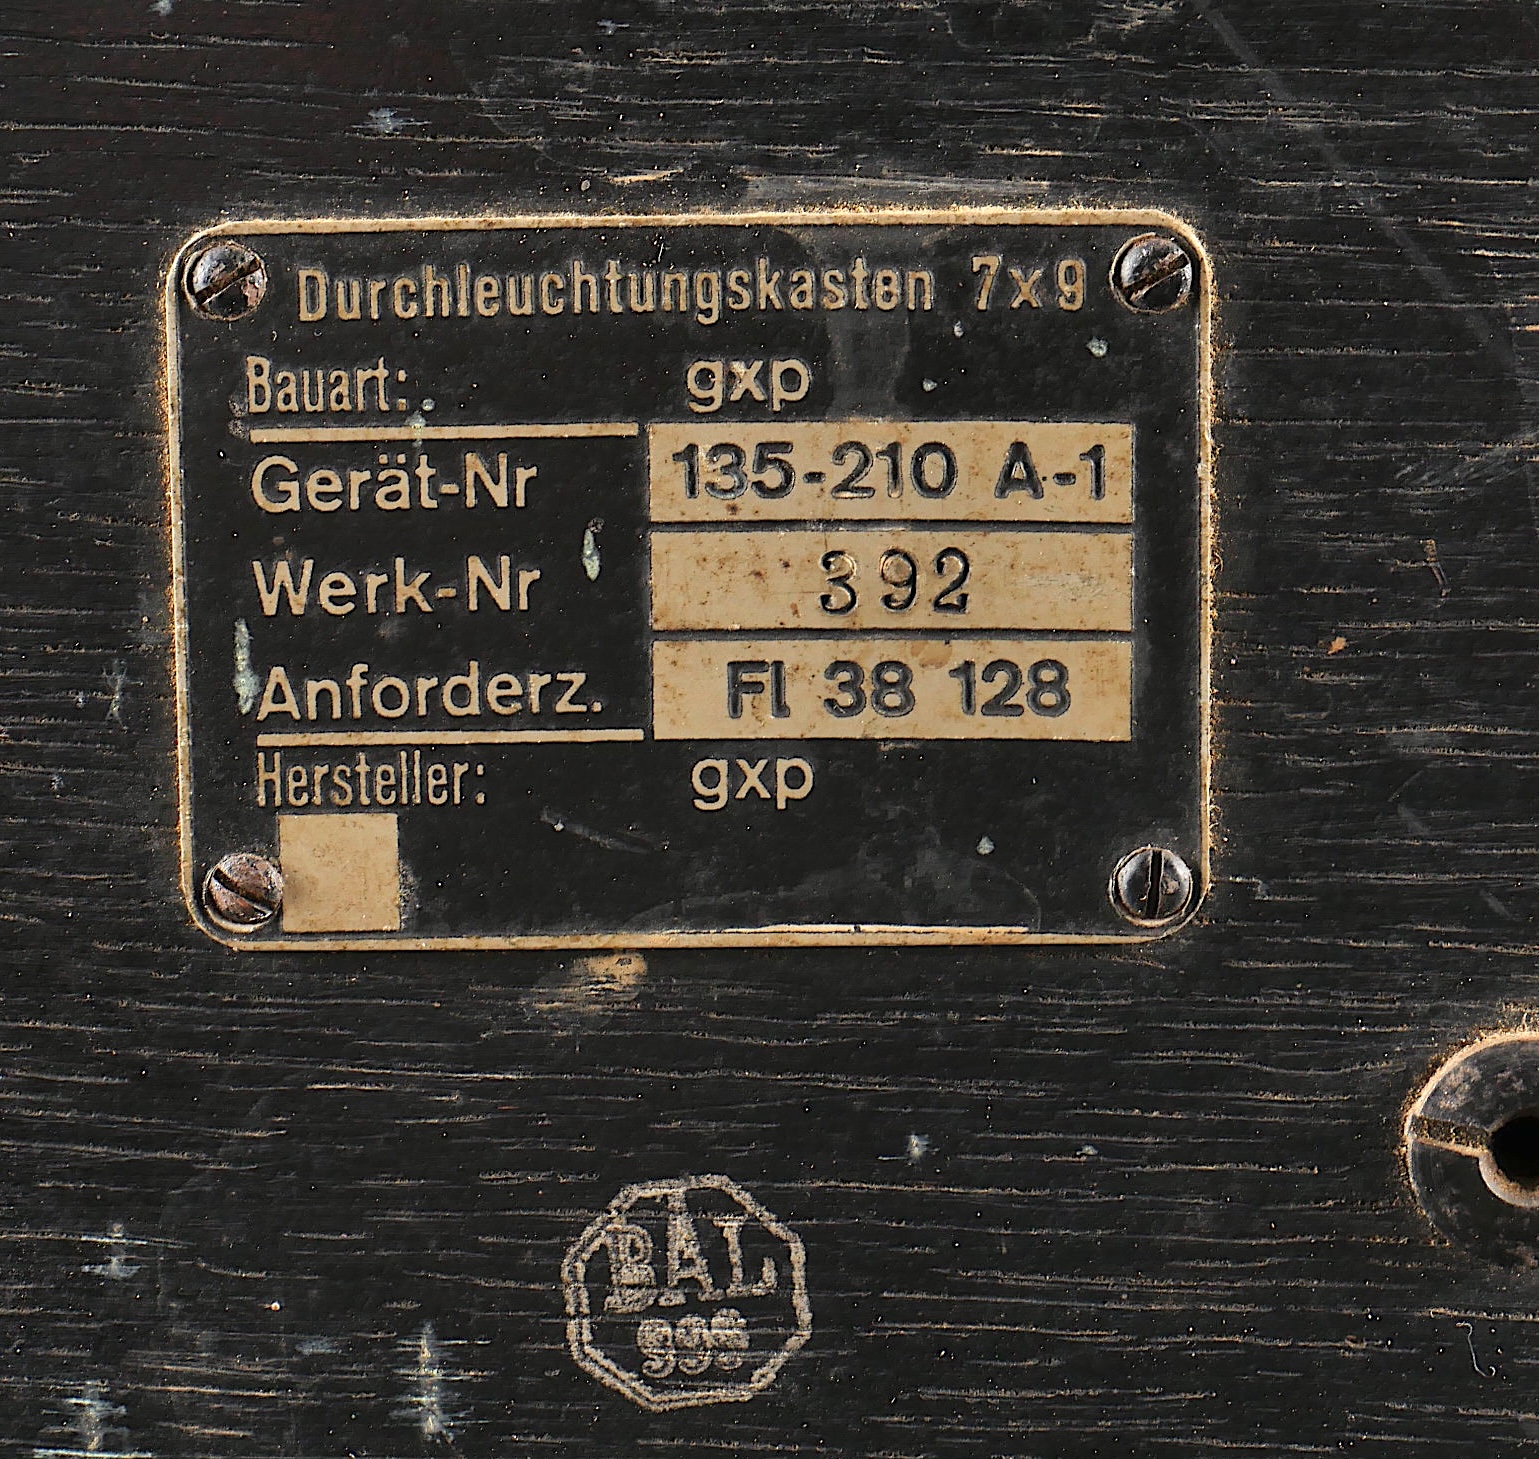 Durchleuchtungskasten 7x9
Bauart: gxp
Gerät-Nr 135-210 A-1
Werk-Nr 392
Anforderz. Fl 38 128
Hersteller: gxp
BAL